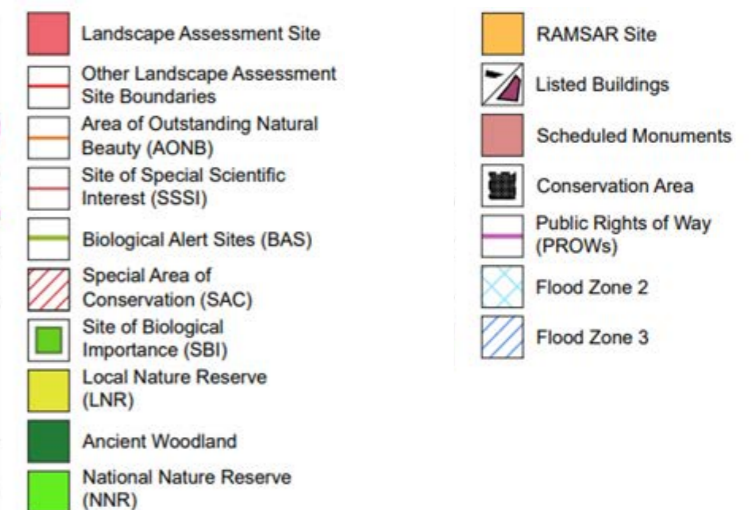 Landscape Assessment Site
Other Landscape Assessment
Site Boundaries
Area of Outstanding Natural
Beauty (AONB)
Site of Special Scientific
Interest (SSSI)
Biological Alert Sites (BAS)
Special Area of
Conservation (SAC)
Site of Biological
Importance (SBI)
Local Nature Reserve
(LNR)
Ancient Woodland
National Nature Reserve
(NNR)
RAMSAR Site
Listed Buildings
Scheduled Monuments
Conservation Area
Public Rights of Way
(PROWs)
Flood Zone 2
Flood Zone 3